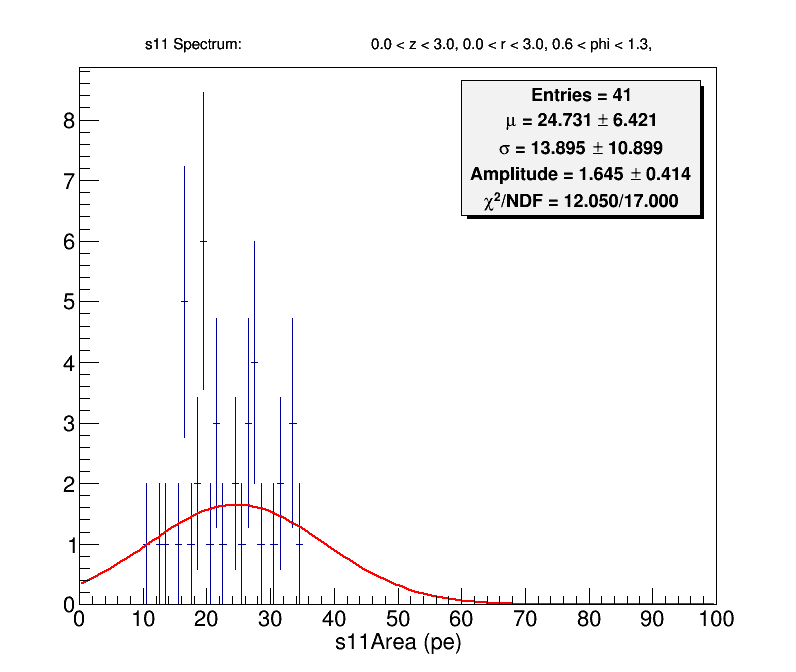 s11 Spectrum: 0.0 < z < 3.0, 0.0 < r < 3.0, 0.6 < phi < 1.3,
Entries = 41
μ = 24.731 ± 6.421
σ = 13.895 ± 10.899
Amplitude = 1.645 ± 0.414
χ²/NDF = 12.050/17.000
8
7
6
5
4
3
2
1
0
0 10 20 30 40 50 60 70 80 90 100
s11Area (pe)